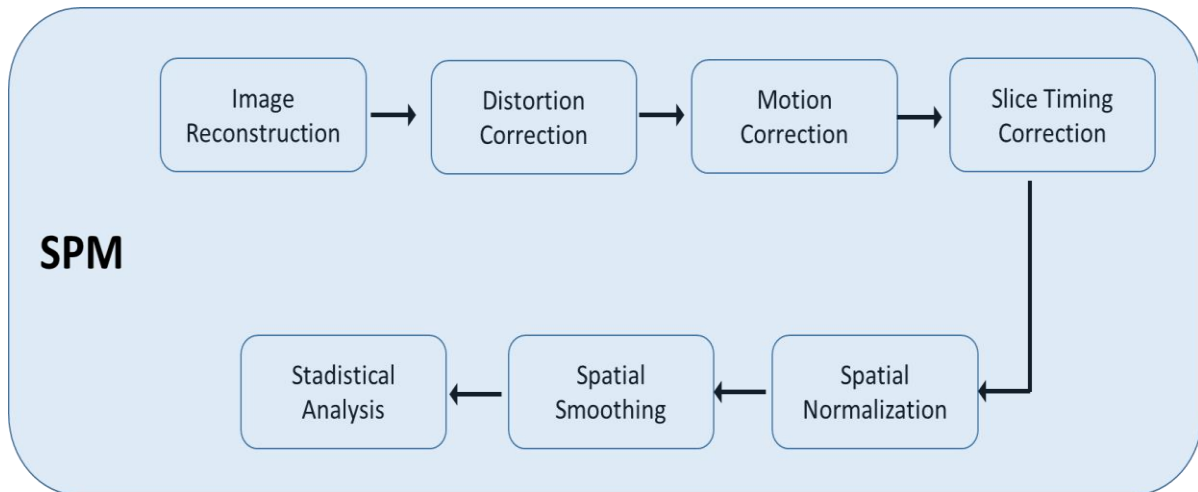 Image
Reconstruction
Distortion
Correction
Motion
Correction
Slice Timing
Correction
SPM
Stadistical
Analysis
Spatial
Smoothing
Spatial
Normalization